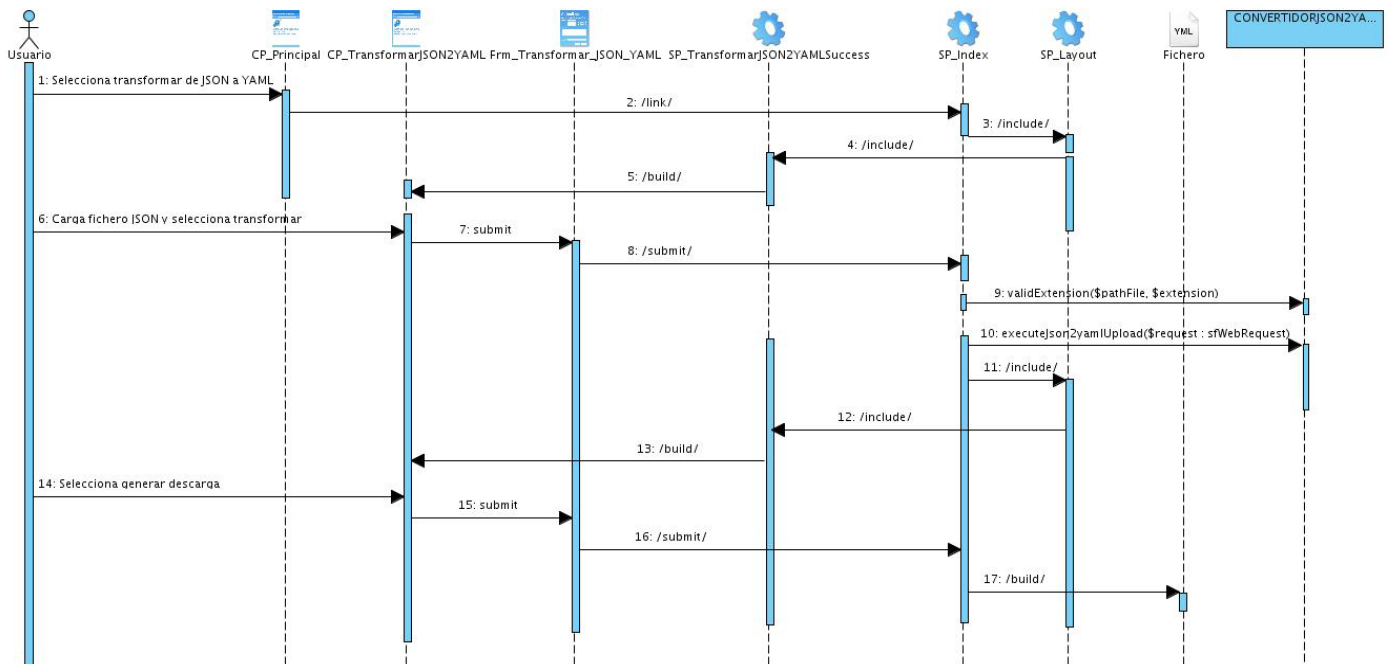 CONVERTIDORJSON2YA...
YML
Usuario
CP_Principal
CP_TransformarJSON2YAML
Frm_Transformar_JSON_YAML
SP_TransformarJSON2YAMLSuccess
SP_Index
SP_Layout
Fichero
1: Selecciona transformar de JSON a YAML
2: /link/
3: /include/
4: /include/
5: /build/
6: Carga fichero JSON y selecciona transformar
7: submit
8: /submit/
9: validExtension($pathFile, $extension)
10: executeJson2yamlUpload($request : sfWebRequest)
11: /include/
12: /include/
13: /build/
14: Selecciona generar descarga
15: submit
16: /submit/
17: /build/